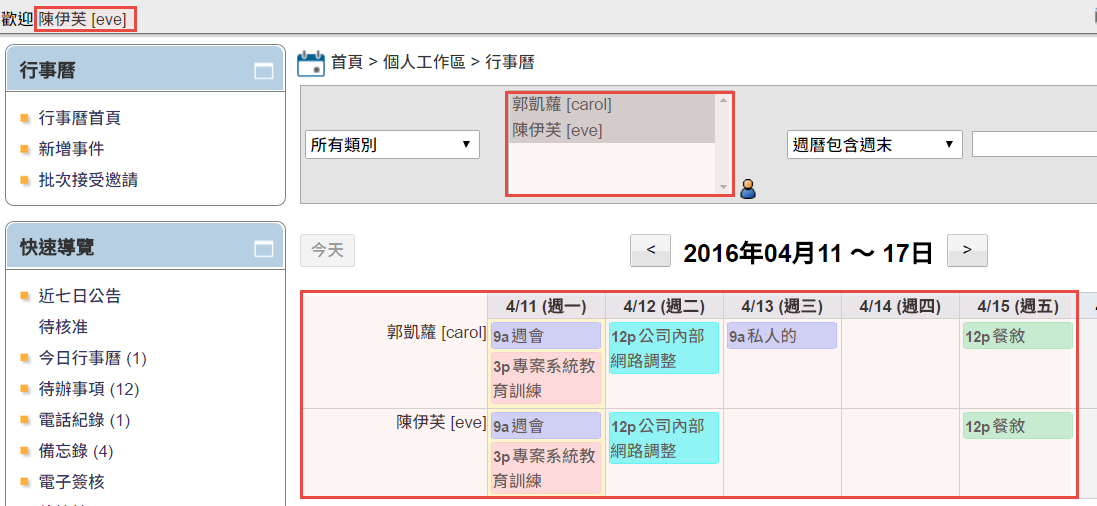 歡迎 陳伊芙 [eve]
行事曆
行事曆首頁
新增事件
批次接受邀請
快速導覽
近七日公告
待核准
今日行事曆 (1)
待辦事項 (12)
電話紀錄 (1)
備忘錄 (4)
電子簽核
首頁 > 個人工作區 > 行事曆
所有類別
郭凱蘿 [carol]
陳伊芙 [eve]
週曆包含週末
今天
< 2016年04月11 ～ 17日 >
4/11 (週一) 4/12 (週二) 4/13 (週三) 4/14 (週四) 4/15 (週五)
郭凱蘿 [carol]
9a 週會
3p 專案系統教
育訓練
12p 公司內部
網路調整
9a 私人的
12p 餐敘
陳伊芙 [eve]
9a 週會
3p 專案系統教
育訓練
12p 公司內部
網路調整
12p 餐敘